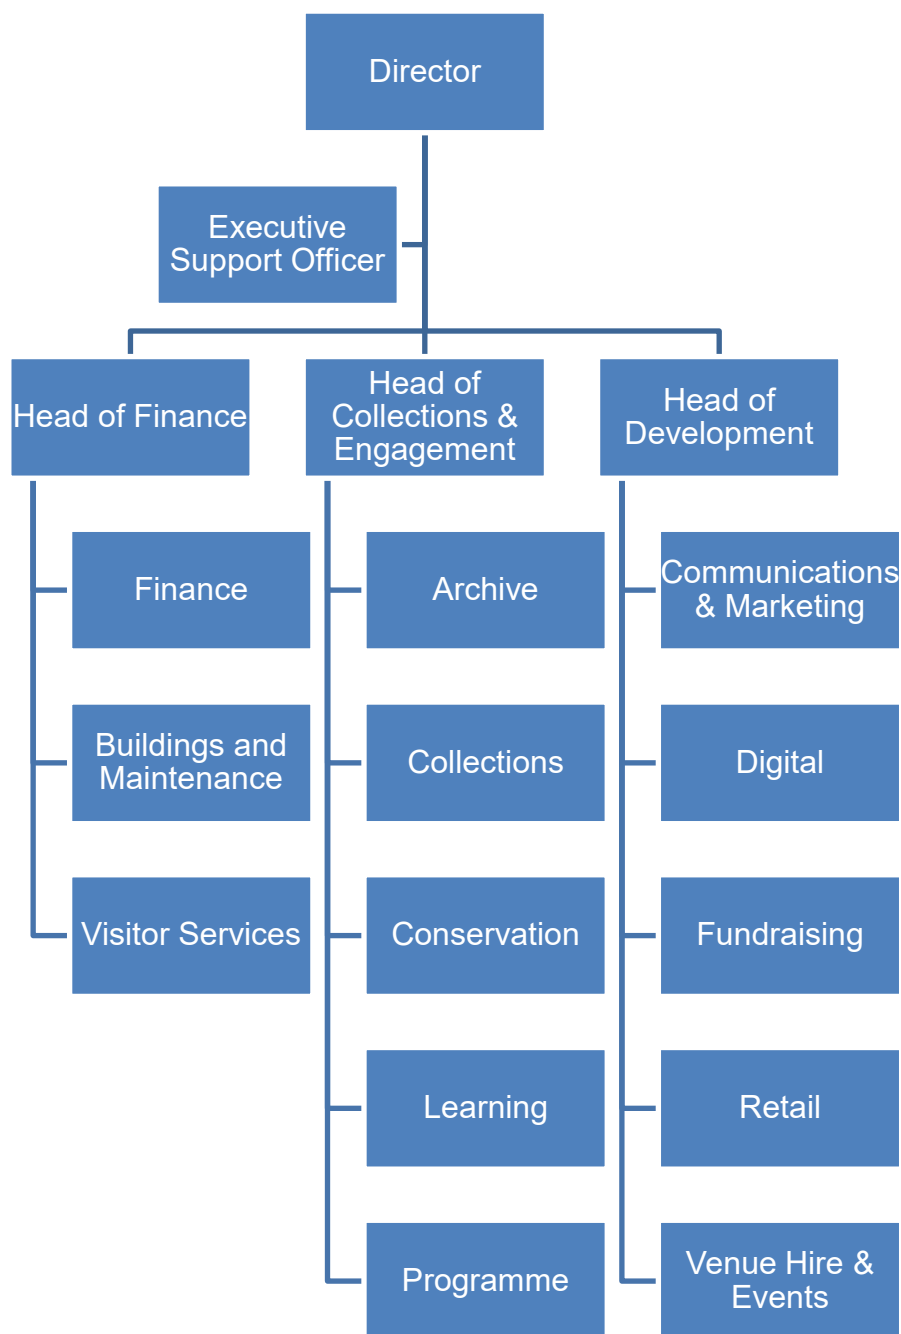 Director
Executive
Support Officer
Head of Finance
Head of
Collections &
Engagement
Head of
Development
Finance
Buildings and
Maintenance
Visitor Services
Archive
Collections
Conservation
Learning
Programme
Communications
& Marketing
Digital
Fundraising
Retail
Venue Hire &
Events